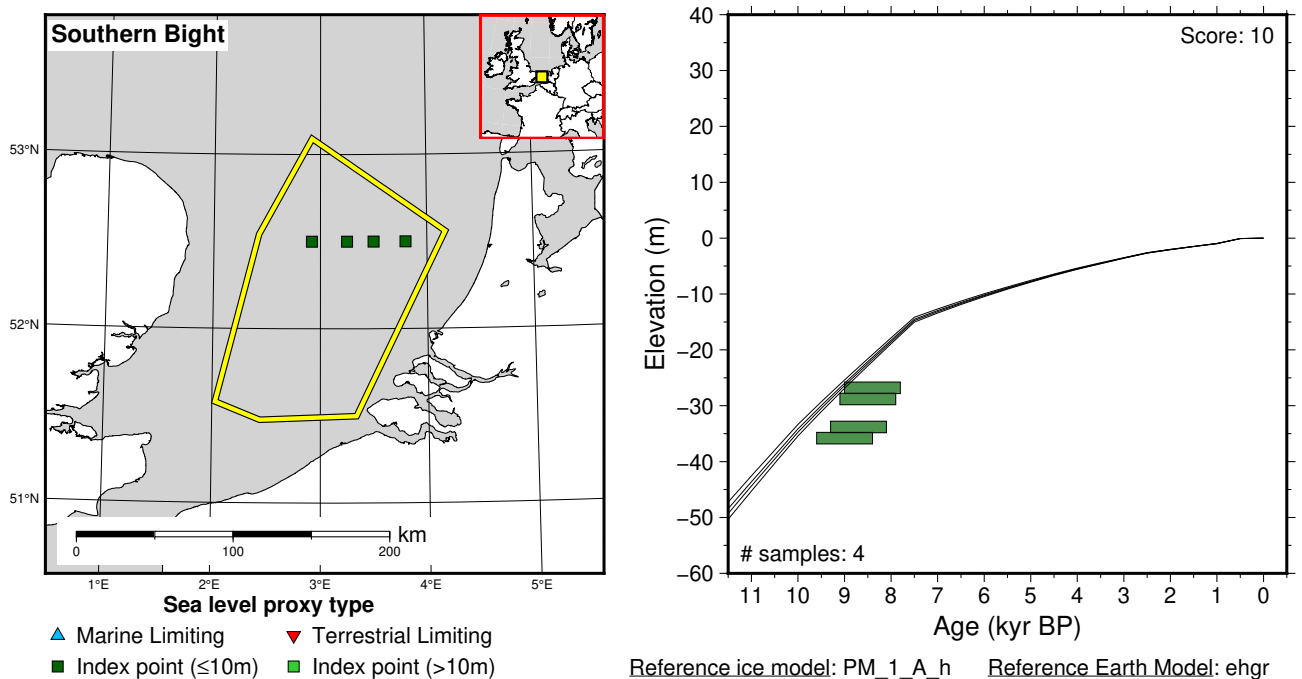 Southern Bight
53°N
52°N
51°N
1°E
2°E
3°E
4°E
5°E
km
0
100
200
Sea level proxy type
Marine Limiting
Terrestrial Limiting
Index point (≤10m)
Index point (>10m)
Score: 10
Elevation (m)
40
30
20
10
0
−10
−20
−30
−40
−50
−60
# samples: 4
11 10 9 8 7 6 5 4 3 2 1 0
Age (kyr BP)
Reference ice model: PM_1_A_h Reference Earth Model: ehgr